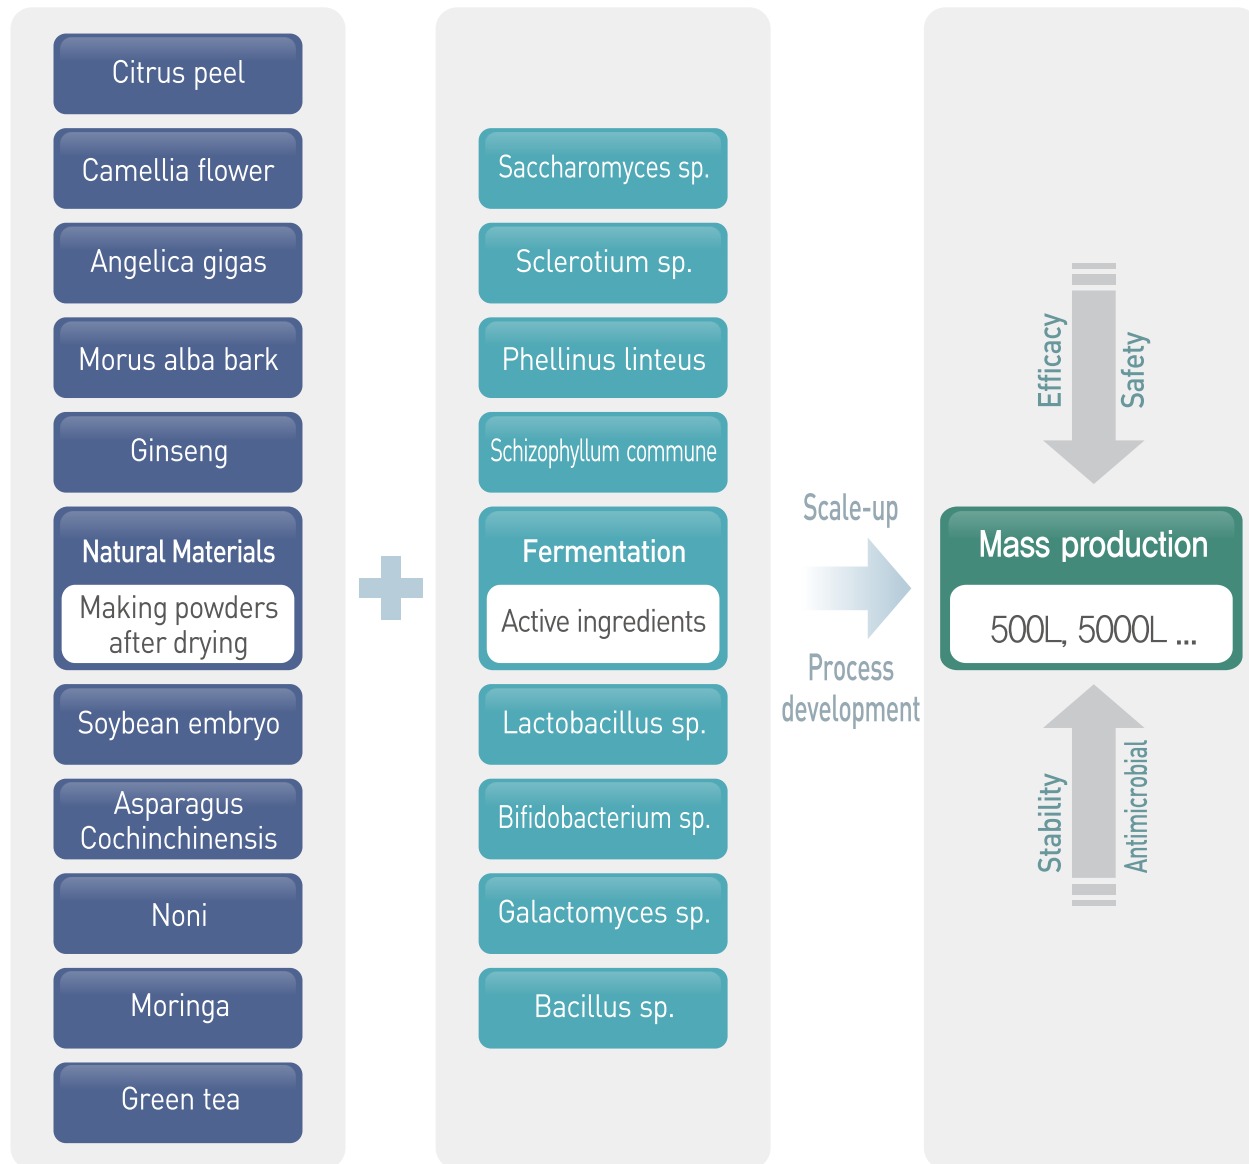 Citrus peel
Camellia flower
Angelica gigas
Morus alba bark
Ginseng
Natural Materials
Making powders
after drying
Soybean embryo
Asparagus
Cochinchinensis
Noni
Moringa
Green tea
Saccharomyces sp.
Sclerotium sp.
Phellinus linteus
Schizophyllum commune
Fermentation
Active ingredients
Lactobacillus sp.
Bifidobacterium sp.
Galactomyces sp.
Bacillus sp.
Scale-up
Process
development
Efficacy
Safety
Mass production
500L, 5000L ...
Stability
Antimicrobial